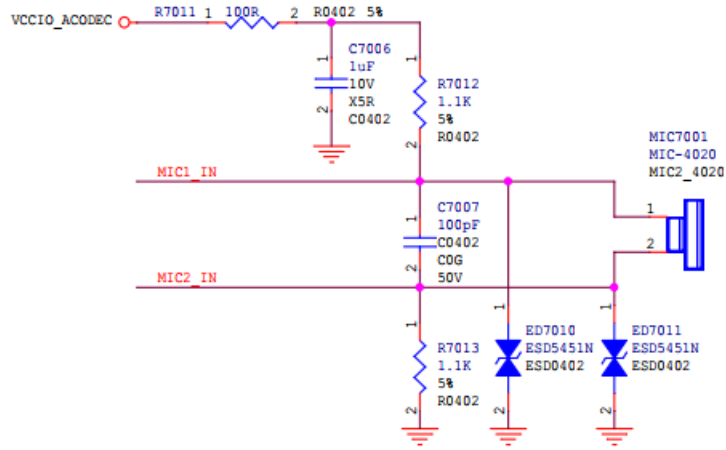 VCCIO_ACODEC
R7011 1 100R 2 R0402 5%
1
C7006
1uF
10V
X5R
C0402
2
1
R7012
1.1K
5%
R0402
2
MIC7001
MIC-4020
MIC2_4020
MIC1_IN
1
2
1
C7007
100pF
C0402
C0G
50V
2
MIC2_IN
1
R7013
1.1K
5%
R0402
2
1
ED7010
ESD5451N
ESD0402
2
1
ED7011
ESD5451N
ESD0402
2